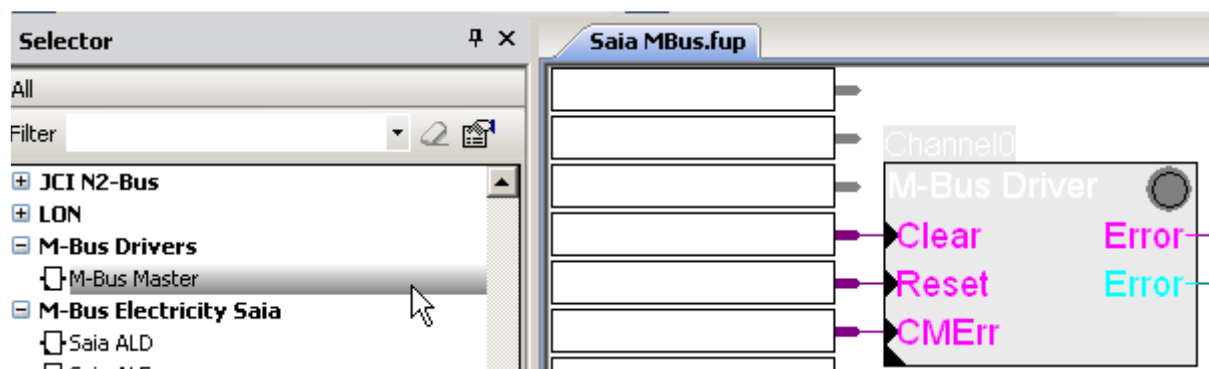 Selector
All
Filter
JCI N2-Bus
LON
M-Bus Drivers
M-Bus Master
M-Bus Electricity Saia
Saia ALD
Saia MBus.fup
Channel0
M-Bus Driver
Clear Error
Reset Error
CMErr